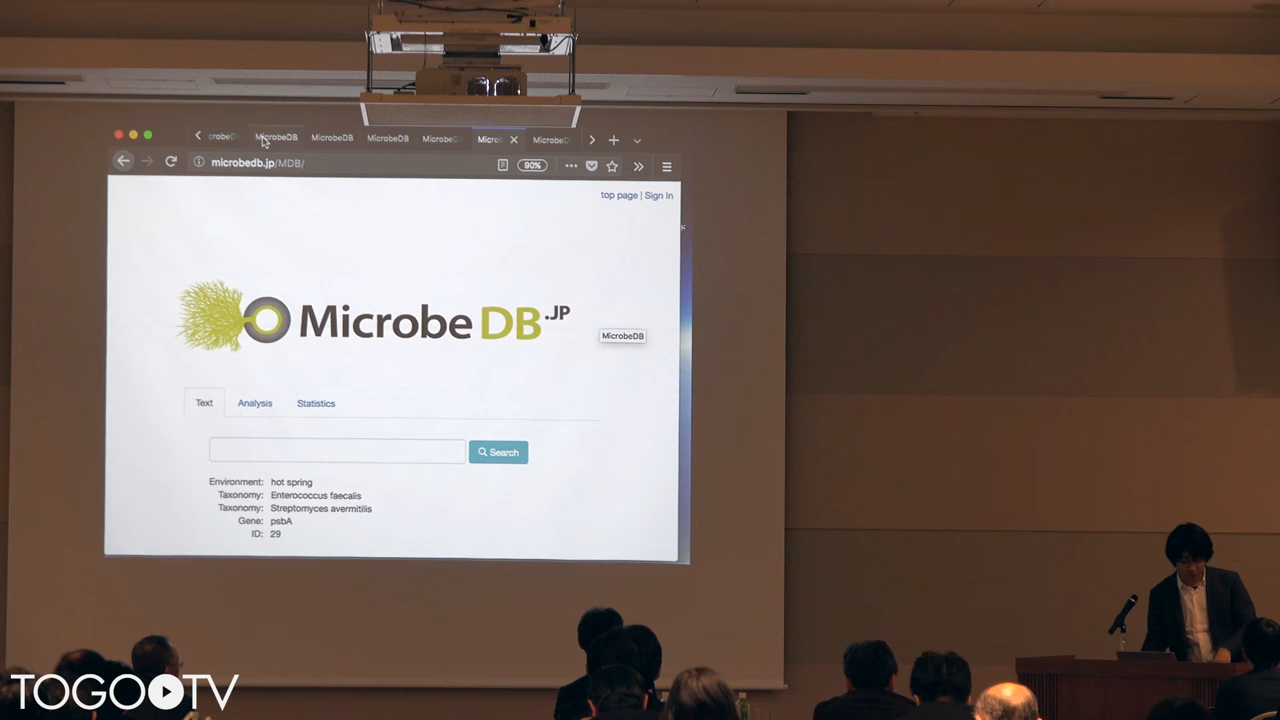 MicrobeDB MicrobeDB MicrobeDB
microbedb.jp/MDB/ 90%
top page | Sign In
Microbe DB .JP
MicrobeDB
Text Analysis Statistics
Search
Environment: hot spring
Taxonomy: Enterococcus faecalis
Taxonomy: Streptomyces avermitilis
Gene: psbA
ID: 29
TOGO TV